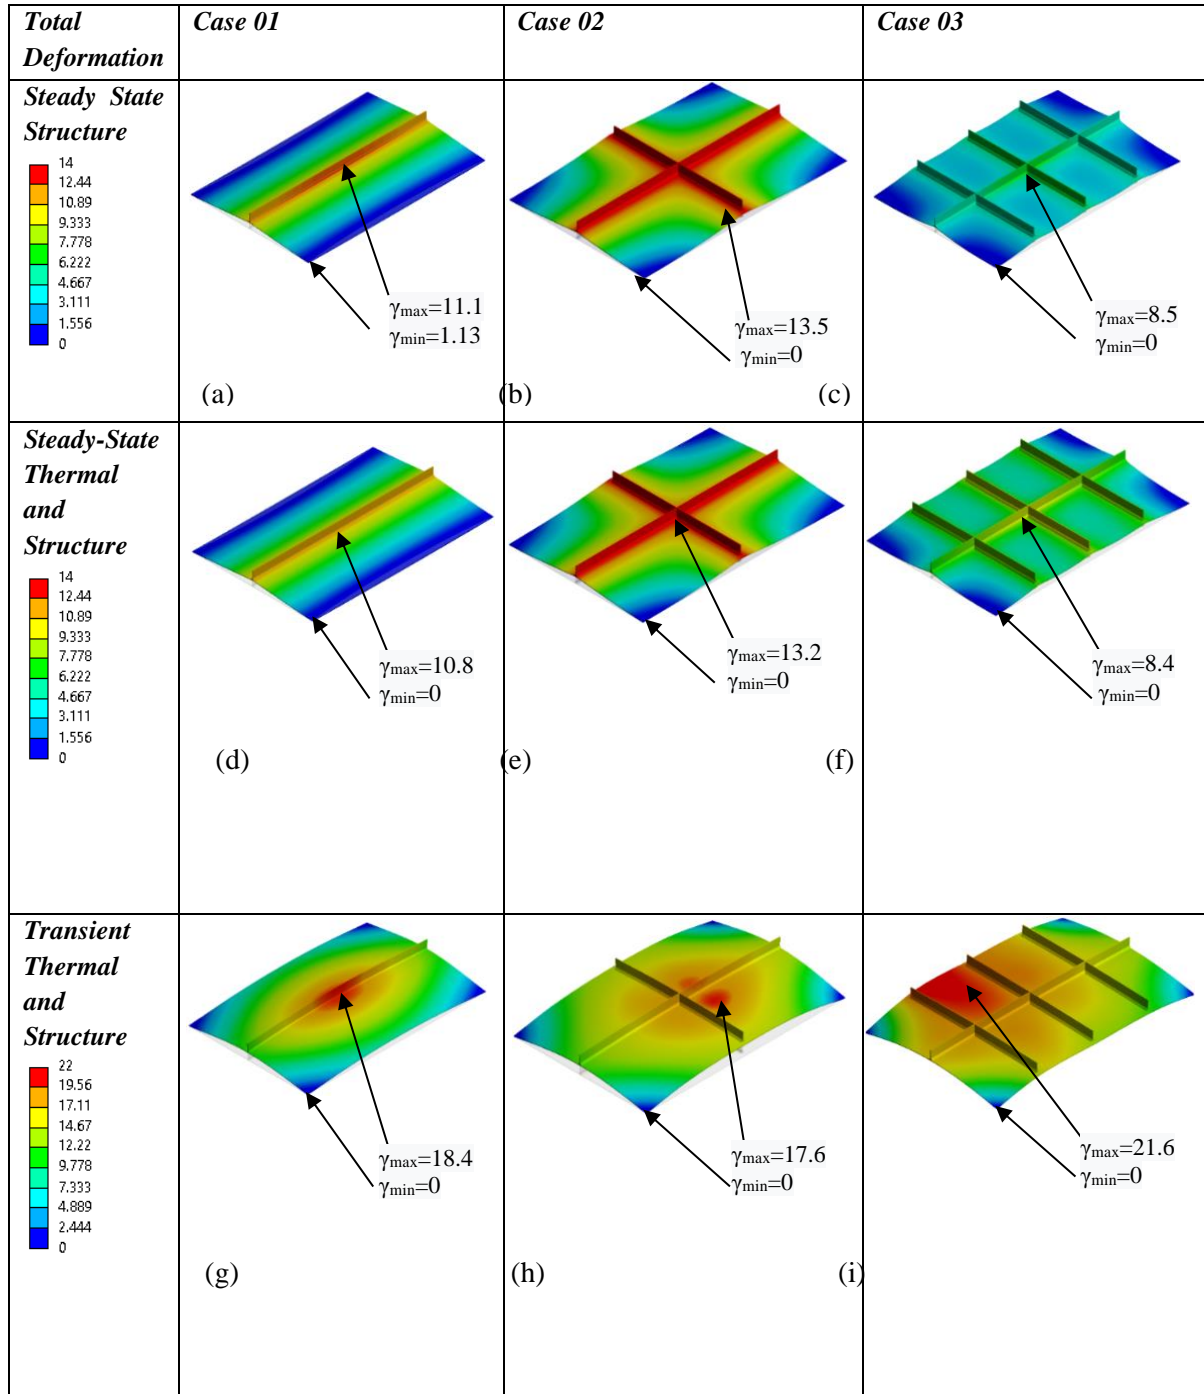 Total
Deformation
Case 01
Case 02
Case 03
Steady State
Structure
14
12.44
10.89
9.333
7.778
6.222
4.667
3.111
1.556
0
γmax=11.1
γmin=1.13
(a)
γmax=13.5
γmin=0
(b)
γmax=8.5
γmin=0
(c)
Steady-State
Thermal
and
Structure
14
12.44
10.89
9.333
7.778
6.222
4.667
3.111
1.556
0
γmax=10.8
γmin=0
(d)
γmax=13.2
γmin=0
(e)
γmax=8.4
γmin=0
(f)
Transient
Thermal
and
Structure
22
19.56
17.11
14.67
12.22
9.778
7.333
4.889
2.444
0
γmax=18.4
γmin=0
(g)
γmax=17.6
γmin=0
(h)
γmax=21.6
γmin=0
(i)